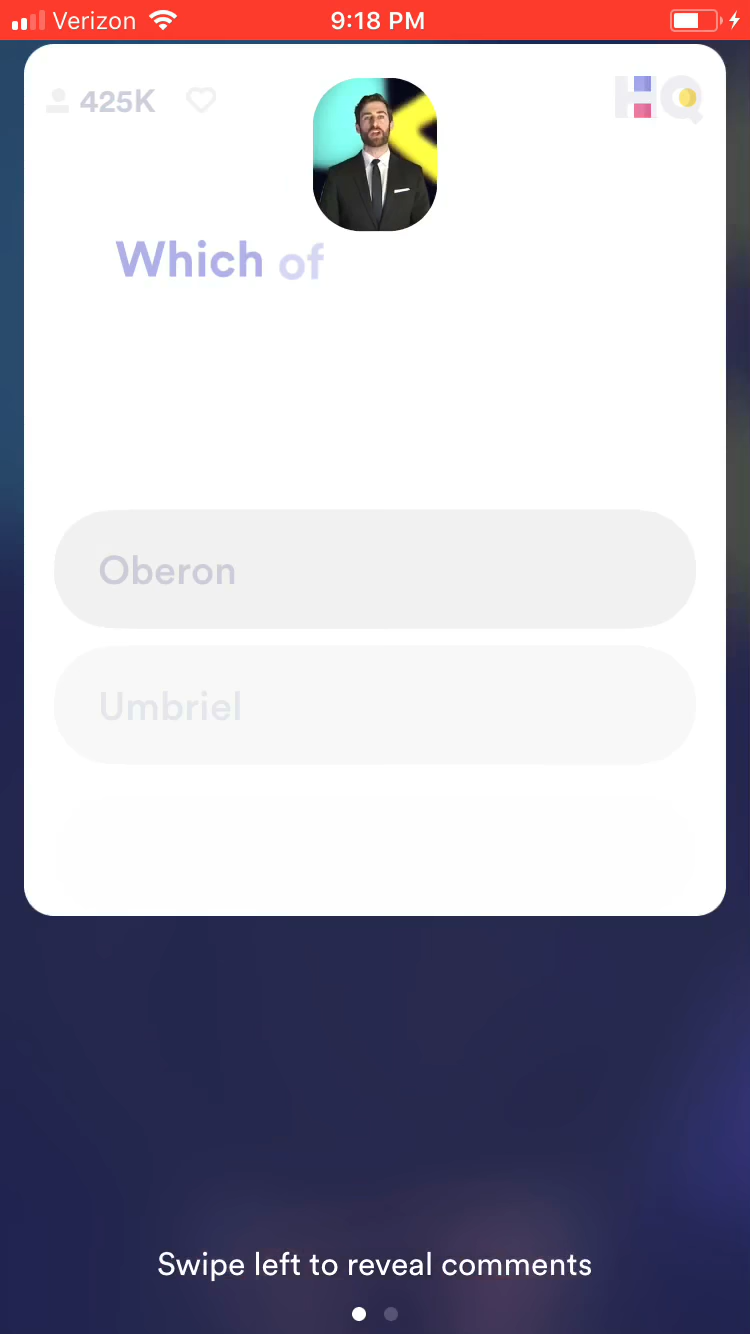 Verizon 9:18 PM
425K HQ
Which of
Oberon
Umbriel
Swipe left to reveal comments